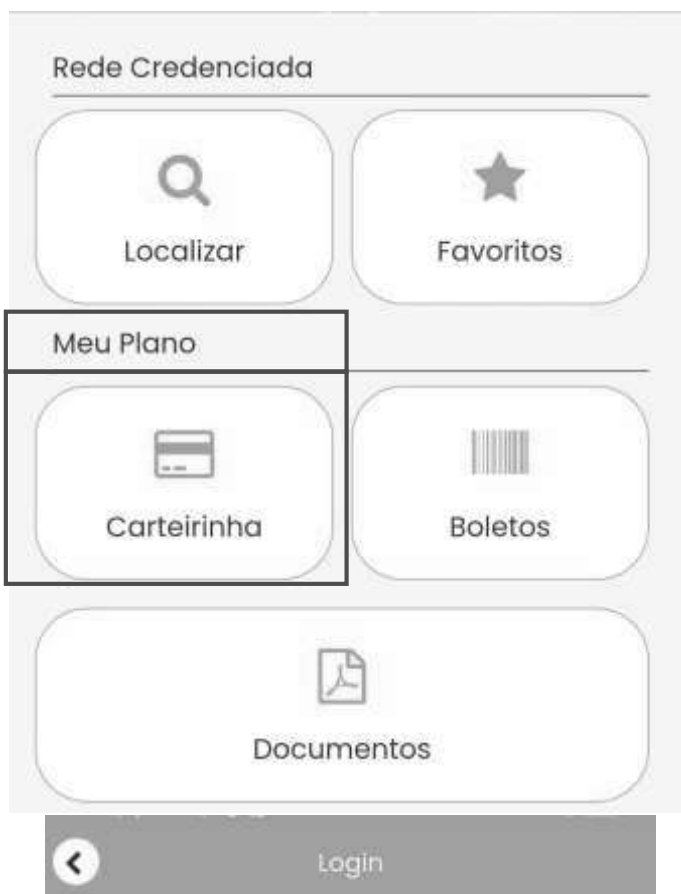 Rede Credenciada
Localizar
Favoritos
Meu Plano
Carteirinha
Boletos
Documentos
Login